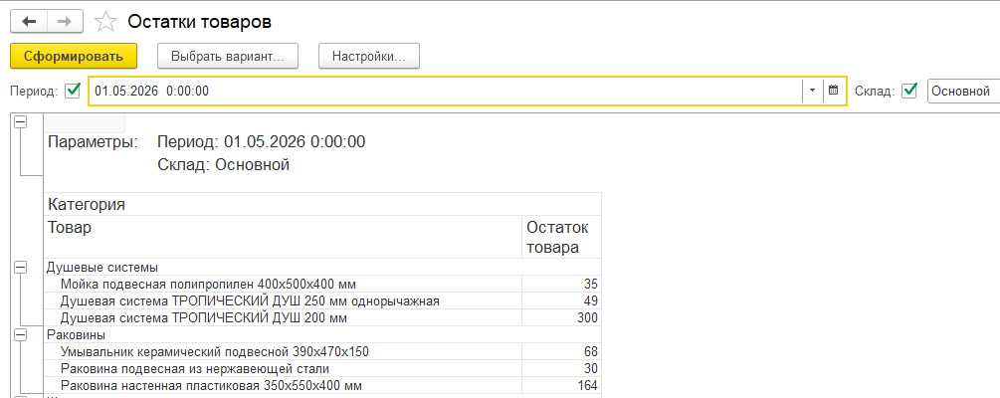 Остатки товаров
Сформировать Выбрать вариант... Настройки...
Период: 01.05.2026 0:00:00 Склад: Основной
Параметры: Период: 01.05.2026 0:00:00
Склад: Основной
Категория
Товар Остаток
товара
Душевые системы
Мойка подвесная полипропилен 400х500х400 мм 35
Душевая система ТРОПИЧЕСКИЙ ДУШ 250 мм однорычажная 49
Душевая система ТРОПИЧЕСКИЙ ДУШ 200 мм 300
Раковины
Умывальник керамический подвесной 390х470х150 68
Раковина подвесная из нержавеющей стали 30
Раковина настенная пластиковая 350х550х400 мм 164